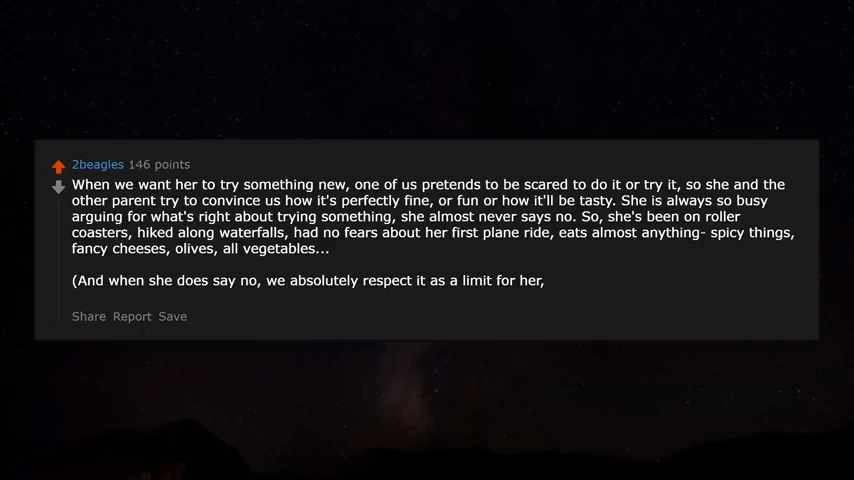 2beagles 146 points
When we want her to try something new, one of us pretends to be scared to do it or try it, so she and the
other parent try to convince us how it's perfectly fine, or fun or how it'll be tasty. She is always so busy
arguing for what's right about trying something, she almost never says no. So, she's been on roller
coasters, hiked along waterfalls, had no fears about her first plane ride, eats almost anything- spicy things,
fancy cheeses, olives, all vegetables...
(And when she does say no, we absolutely respect it as a limit for her,
Share Report Save